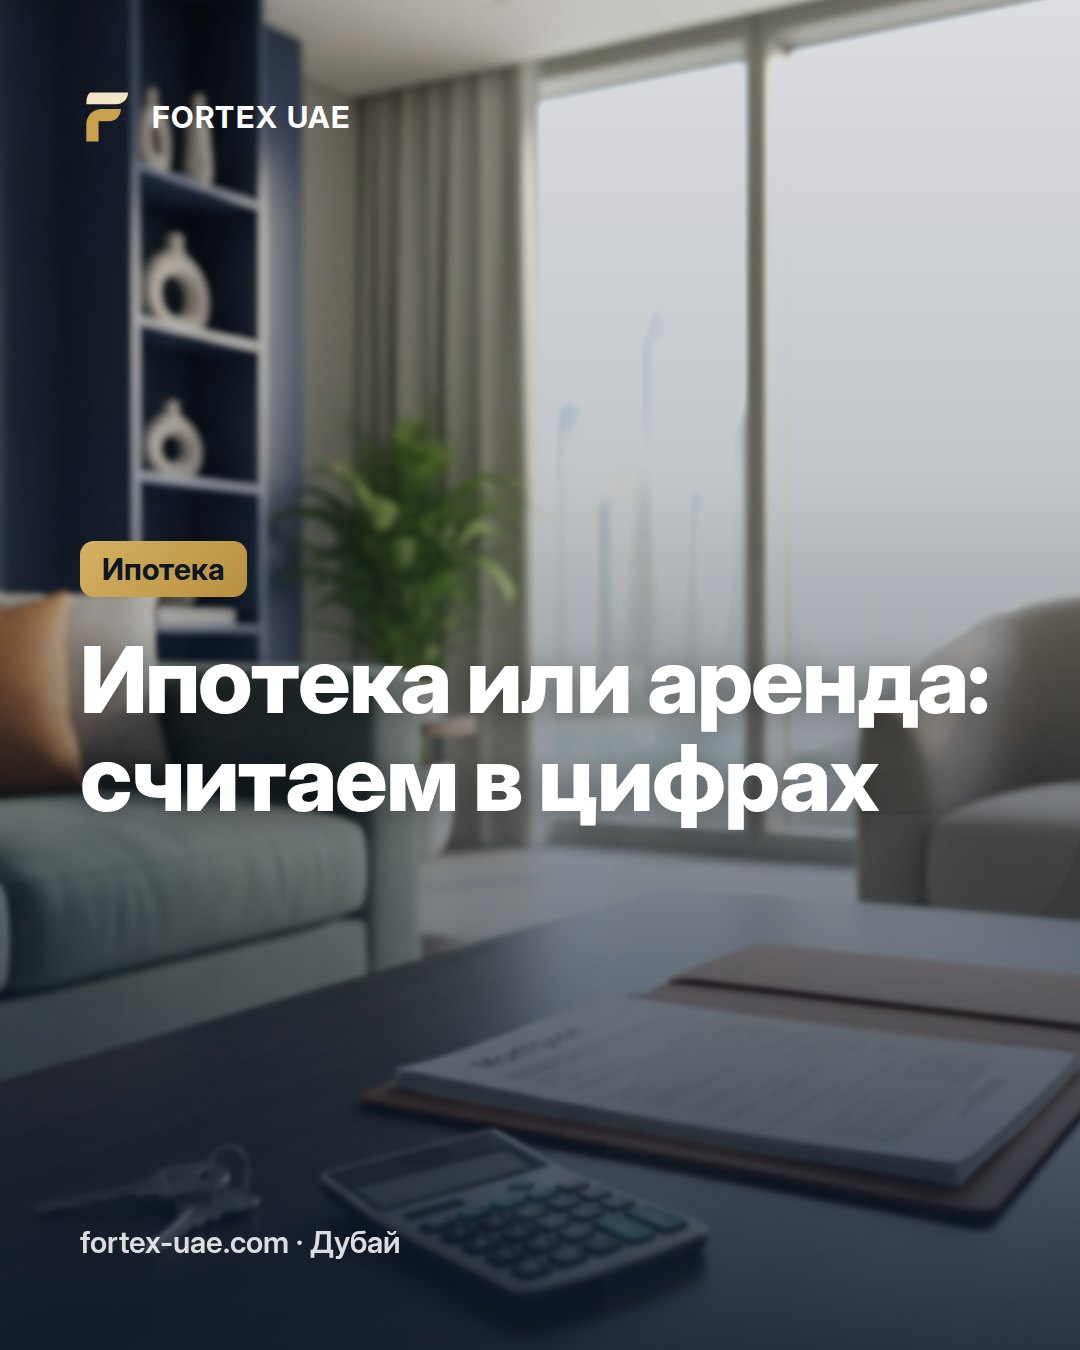 FORTEX UAE
Ипотека
Ипотека или аренда:
считаем в цифрах
fortex-uae.com · Дубай